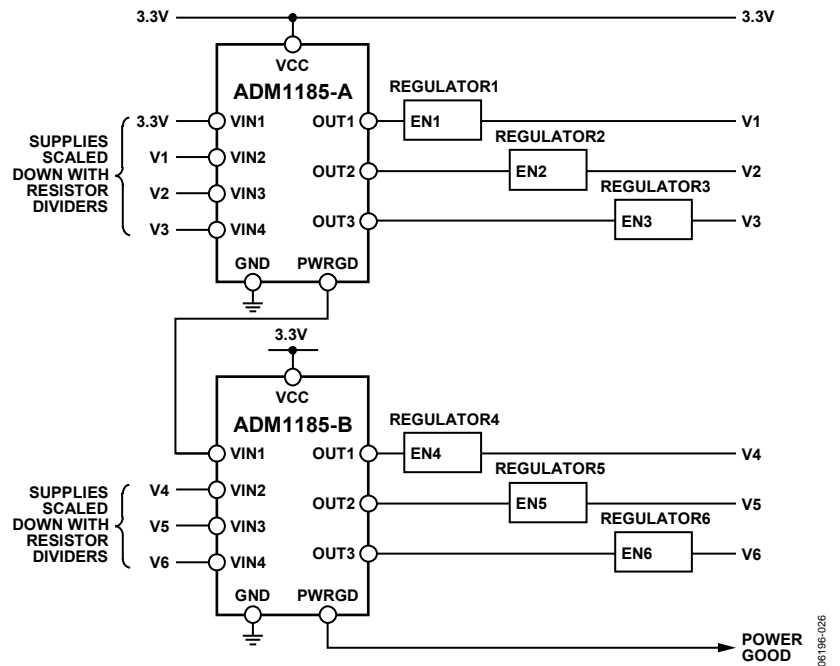 3.3V
3.3V
VCC
ADM1185-A
REGULATOR1
3.3V
VIN1
OUT1
EN1
V1
SUPPLIES
SCALED
DOWN WITH
RESISTOR
DIVIDERS
REGULATOR2
V1
VIN2
OUT2
EN2
V2
V2
VIN3
REGULATOR3
V3
VIN4
OUT3
EN3
V3
GND
PWRGD
3.3V
VCC
ADM1185-B
REGULATOR4
VIN1
OUT1
EN4
V4
SUPPLIES
SCALED
DOWN WITH
RESISTOR
DIVIDERS
REGULATOR5
V4
VIN2
OUT2
EN5
V5
V5
VIN3
REGULATOR6
V6
VIN4
OUT3
EN6
V6
GND
PWRGD
POWER
GOOD
06196-026